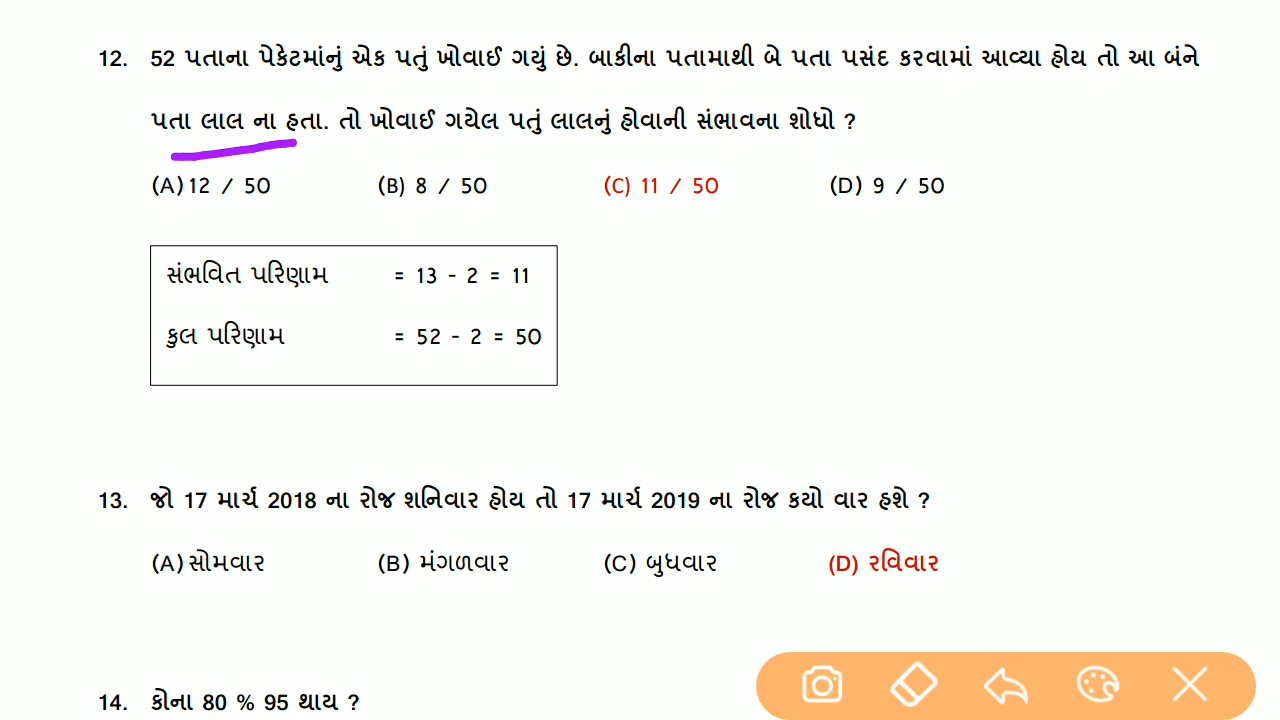 12. 52 પતાના પેકેટમાંનું એક પતું ખોવાઈ ગયું છે. બાકીના પતામાથી બે પતા પસંદ કરવામાં આવ્યા હોય તો આ બંને
પતા લાલ ના હતા. તો ખોવાઈ ગયેલ પતું લાલનું હોવાની સંભાવના શોધો ?
(A) 12 / 50 (B) 8 / 50 (C) 11 / 50 (D) 9 / 50
સંભવિત પરિણામ = 13 - 2 = 11
કુલ પરિણામ = 52 - 2 = 50
13. જો 17 માર્ચ 2018 ના રોજ શનિવાર હોય તો 17 માર્ચ 2019 ના રોજ કયો વાર હશે ?
(A) સોમવાર (B) મંગળવાર (C) બુધવાર (D) રવિવાર
14. કોના 80 % 95 થાય ?